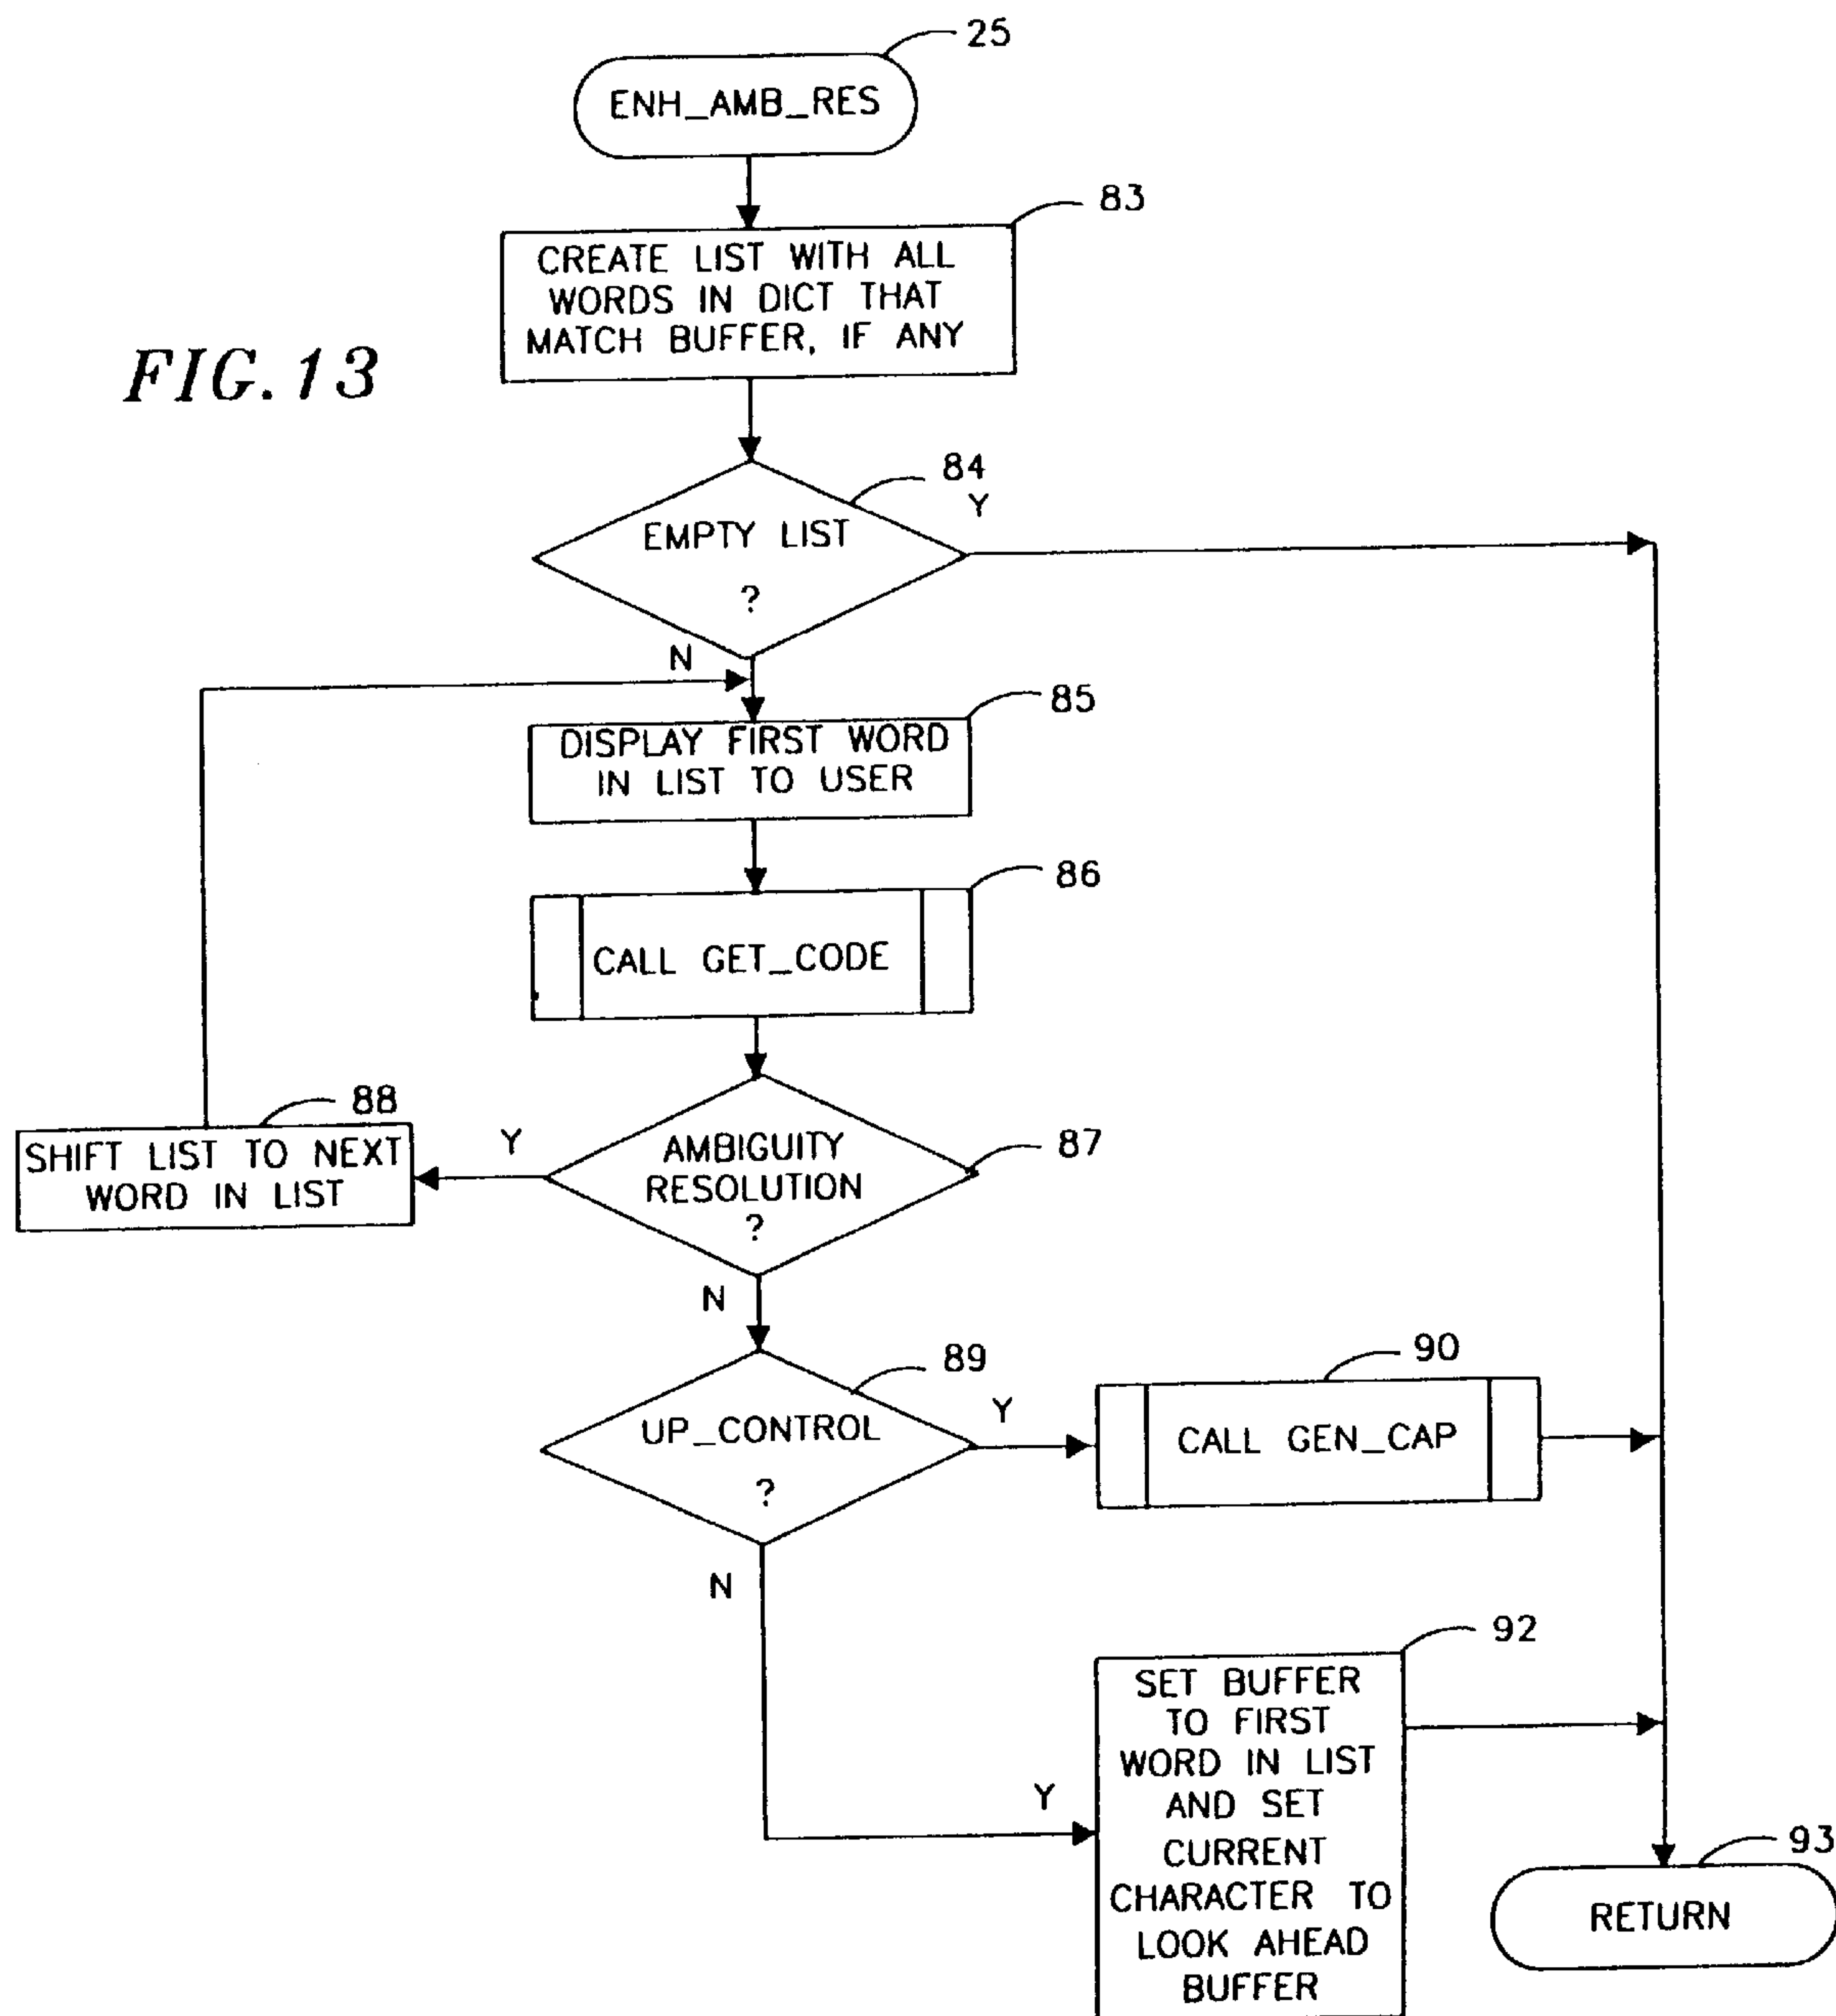 25
ENH_AMB_RES
83
CREATE LIST WITH ALL
WORDS IN DICT THAT
MATCH BUFFER, IF ANY
FIG. 13
84
Y
EMPTY LIST
?
N
85
DISPLAY FIRST WORD
IN LIST TO USER
86
CALL GET_CODE
88
SHIFT LIST TO NEXT
WORD IN LIST
Y
87
AMBIGUITY
RESOLUTION
?
N
89
UP_CONTROL
?
Y
90
CALL GEN_CAP
N
92
SET BUFFER
TO FIRST
WORD IN LIST
AND SET
CURRENT
CHARACTER TO
LOOK AHEAD
BUFFER
Y
93
RETURN